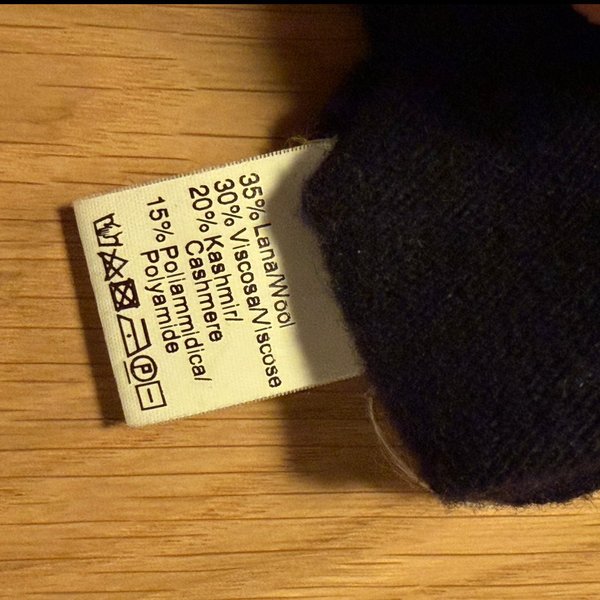 35% Lana/Wool
30% Viscosa/Viscose
20% Kashmir/
Cashmere
15% Poliammidica/
Polyamide
P